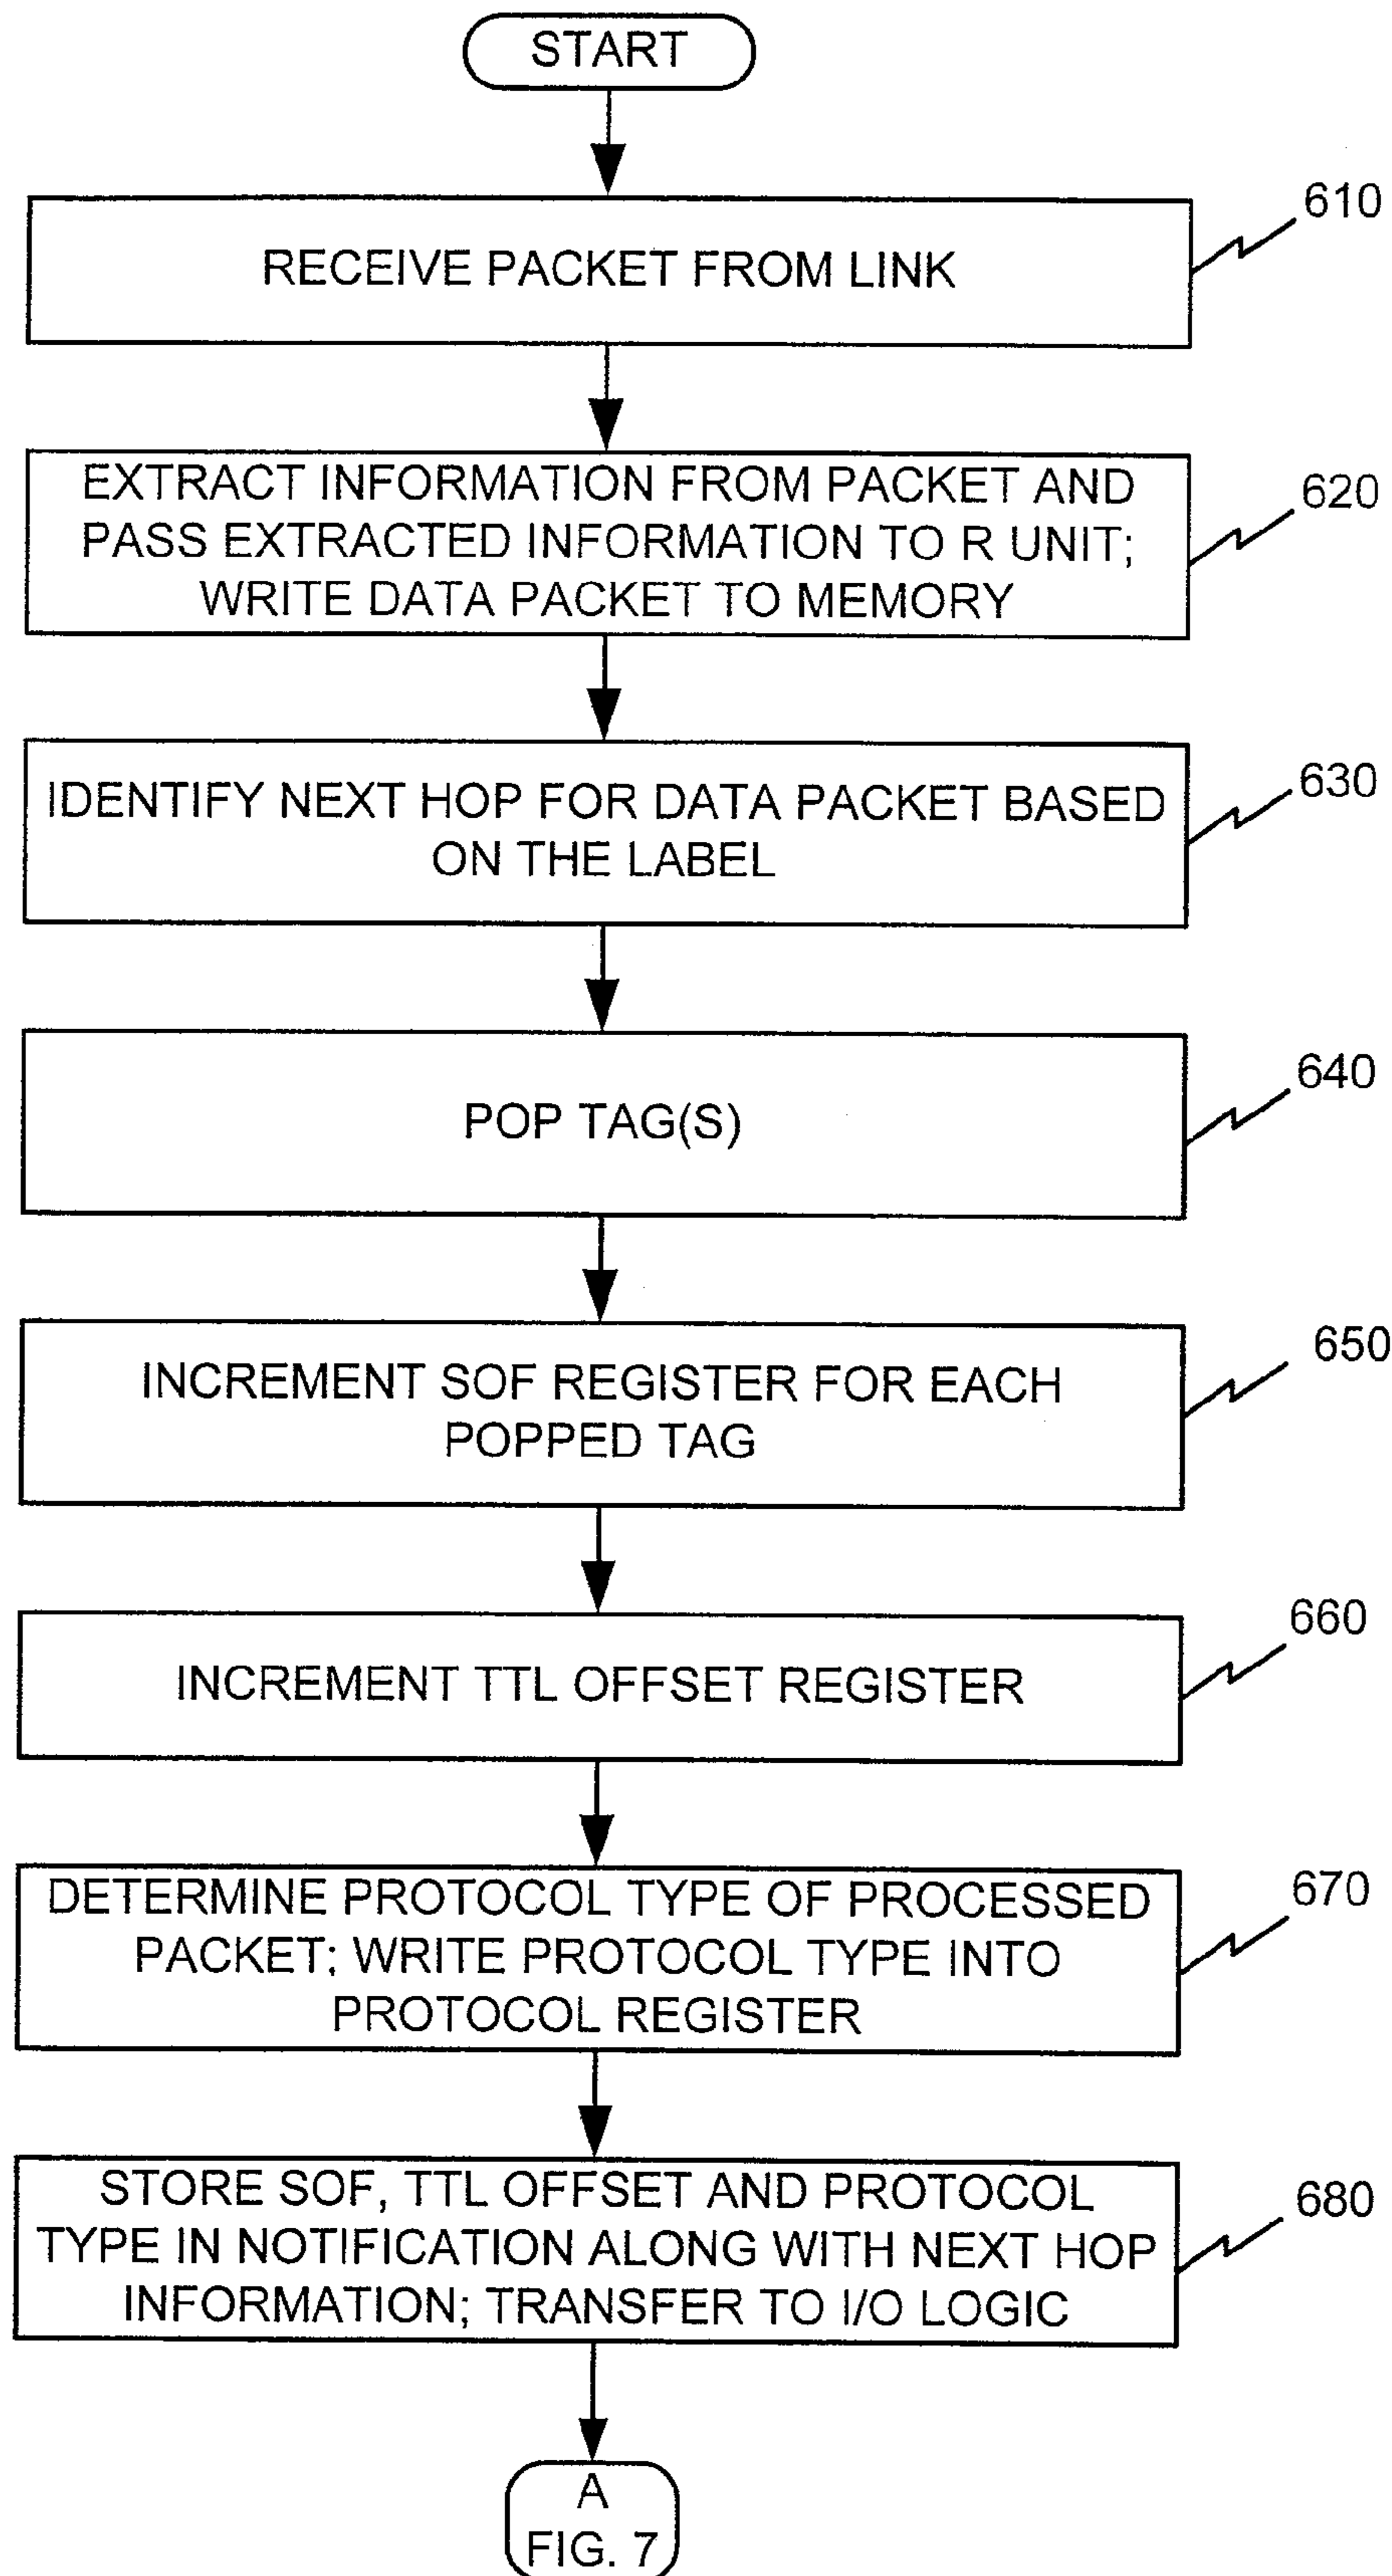 START
610
RECEIVE PACKET FROM LINK
620
EXTRACT INFORMATION FROM PACKET AND
PASS EXTRACTED INFORMATION TO R UNIT;
WRITE DATA PACKET TO MEMORY
630
IDENTIFY NEXT HOP FOR DATA PACKET BASED
ON THE LABEL
640
POP TAG(S)
650
INCREMENT SOF REGISTER FOR EACH
POPPED TAG
660
INCREMENT TTL OFFSET REGISTER
670
DETERMINE PROTOCOL TYPE OF PROCESSED
PACKET; WRITE PROTOCOL TYPE INTO
PROTOCOL REGISTER
680
STORE SOF, TTL OFFSET AND PROTOCOL
TYPE IN NOTIFICATION ALONG WITH NEXT HOP
INFORMATION; TRANSFER TO I/O LOGIC
A
FIG. 7